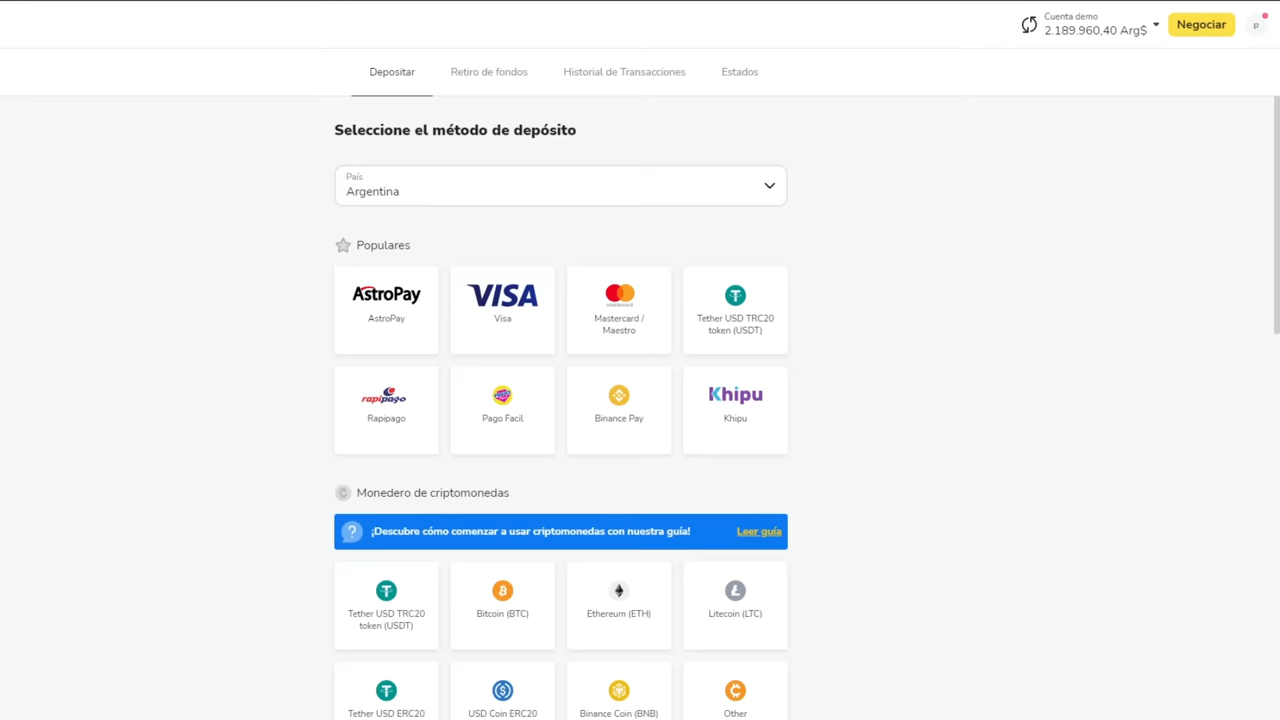 Cuenta demo
2.189.960,40 Arg$
Negociar
p
Depositar
Retiro de fondos
Historial de Transacciones
Estados
Seleccione el método de depósito
País
Argentina
Populares
AstroPay
AstroPay
VISA
Visa
mastercard
Mastercard /
Maestro
Tether USD TRC20
token (USDT)
rapipago
Rapipago
Pago Facil
Binance Pay
Khipu
Khipu
Monedero de criptomonedas
¡Descubre cómo comenzar a usar criptomonedas con nuestra guía!
Leer guía
Tether USD TRC20
token (USDT)
Bitcoin (BTC)
Ethereum (ETH)
Litecoin (LTC)
Tether USD ERC20
USD Coin ERC20
Binance Coin (BNB)
Other